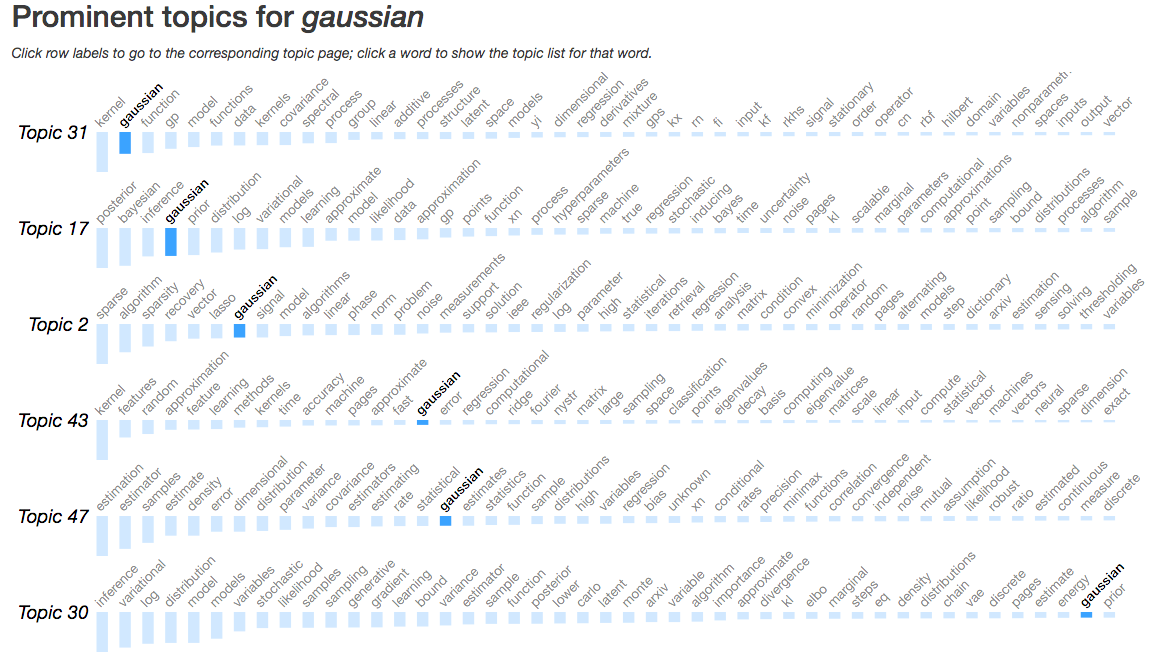 Prominent topics for gaussian
Click row labels to go to the corresponding topic page; click a word to show the topic list for that word.
Topic 31 kernel gaussian function gp model functions data kernels covariance spectral process group linear additive processes structure latent space models yi dimensional regression derivatives mixture gps kx rn fi input kf rkhs signal stationary order operator cn rbf hilbert domain variables nonparametri. spaces inputs output vector
Topic 17 posterior bayesian inference gaussian prior distribution log variational models learning approximate model likelihood data approximation gp points function xn process hyperparameters sparse machine true regression stochastic inducing bayes time uncertainty noise pages kl scalable marginal parameters computational approximations point sampling bound distributions processes algorithm sample
Topic 2 sparse algorithm sparsity recovery vector lasso gaussian signal model algorithms linear phase norm problem noise measurements support solution ieee regularization log parameter high statistical iterations retrieval regression analysis matrix condition convex minimization operator random pages alternating models step dictionary arxiv estimation sensing solving thresholding variables
Topic 43 kernel features random approximation feature learning methods kernels time accuracy machine pages approximate fast gaussian error regression computational ridge fourier nystr matrix large sampling space classification points eigenvalues decay basis computing eigenvalue matrices scale linear input compute statistical vector machines vectors neural sparse dimension exact
Topic 47 estimation estimator samples estimate density error dimensional distribution parameter variance covariance estimators estimating rate statistical gaussian estimates statistics function sample distributions high variables regression bias unknown xn conditional rates precision minimax functions correlation convergence independent noise mutual assumption likelihood robust ratio estimated continuous measure discrete
Topic 30 inference variational log distribution model models variables stochastic likelihood samples sampling generative gradient learning bound variance estimator sample function posterior lower carlo latent monte arxiv variable algorithm importance approximate divergence kl elbo marginal steps eq density distributions chain vae discrete pages estimate energy gaussian prior